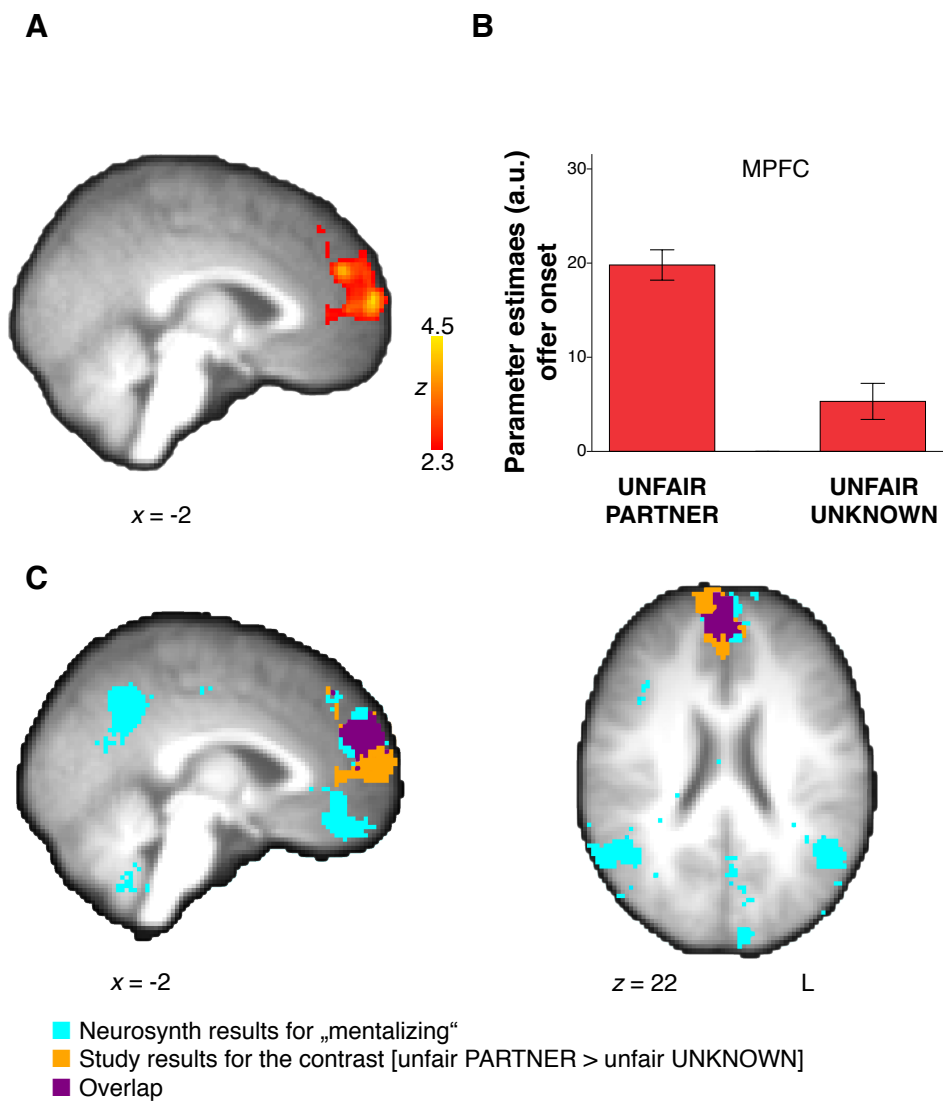 A
B
4.5
z
2.3
x = -2
Parameter estimaes (a.u.)
offer onset
30
20
10
0
MPFC
UNFAIR
PARTNER
UNFAIR
UNKNOWN
C
x = -2
z = 22
L
Neurosynth results for „mentalizing“
Study results for the contrast [unfair PARTNER > unfair UNKNOWN]
Overlap